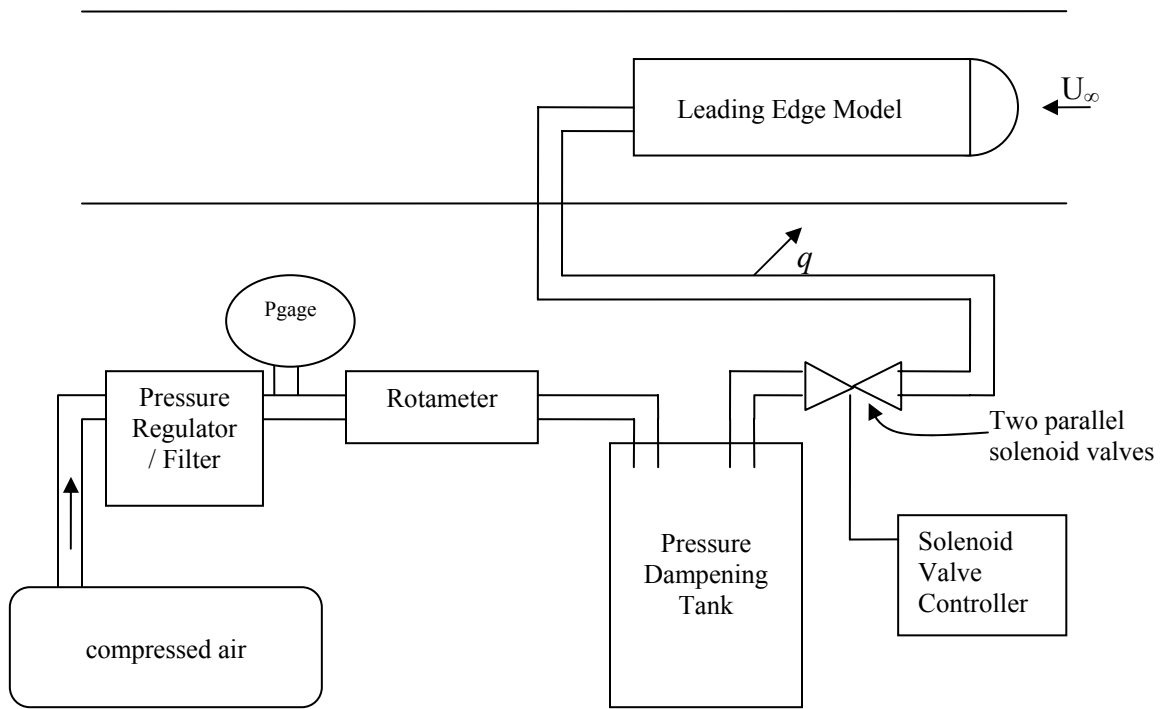 Leading Edge Model
U∞
q
Pgage
Pressure
Regulator
/ Filter
Rotameter
Two parallel
solenoid valves
Pressure
Dampening
Tank
Solenoid
Valve
Controller
compressed air